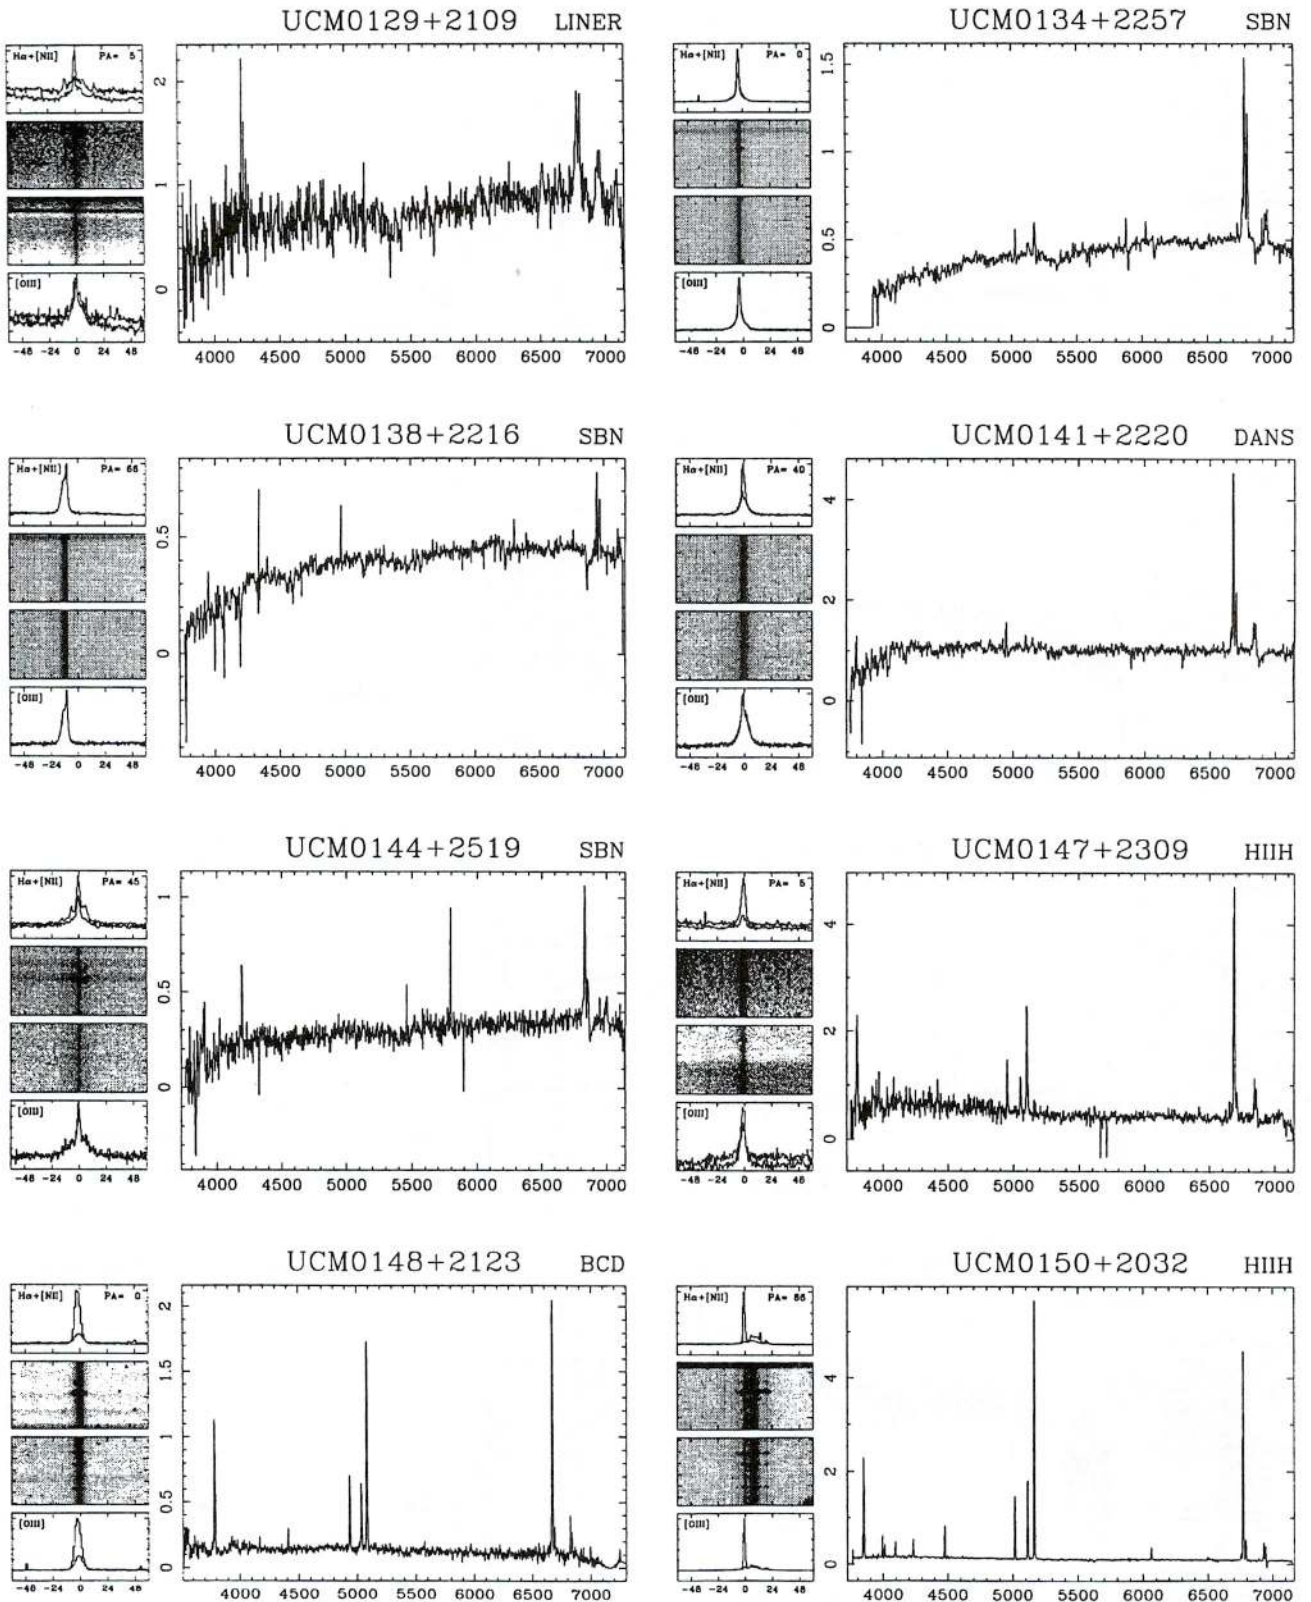 UCM0129+2109 LINER
Hα+[NII] PA= 5
[OIII]
-48 -24 0 24 48
0 1 2
4000 4500 5000 5500 6000 6500 7000
UCM0134+2257 SBN
Hα+[NII] PA= 0
[OIII]
-48 -24 0 24 48
0 0.5 1 1.5
4000 4500 5000 5500 6000 6500 7000
UCM0138+2216 SBN
Hα+[NII] PA= 66
[OIII]
-48 -24 0 24 48
0 0.5
4000 4500 5000 5500 6000 6500 7000
UCM0141+2220 DANS
Hα+[NII] PA= 40
[OIII]
-48 -24 0 24 48
0 1 2 4
4000 4500 5000 5500 6000 6500 7000
UCM0144+2519 SBN
Hα+[NII] PA= 45
[OIII]
-48 -24 0 24 48
0 0.5 1
4000 4500 5000 5500 6000 6500 7000
UCM0147+2309 HIIH
Hα+[NII] PA= 5
[OIII]
-48 -24 0 24 48
0 2 4
4000 4500 5000 5500 6000 6500 7000
UCM0148+2123 BCD
Hα+[NII] PA= 0
[OIII]
-48 -24 0 24 48
0 0.5 1 1.5 2
4000 4500 5000 5500 6000 6500 7000
UCM0150+2032 HIIH
Hα+[NII] PA= 66
[OIII]
-48 -24 0 24 48
0 2 4
4000 4500 5000 5500 6000 6500 7000